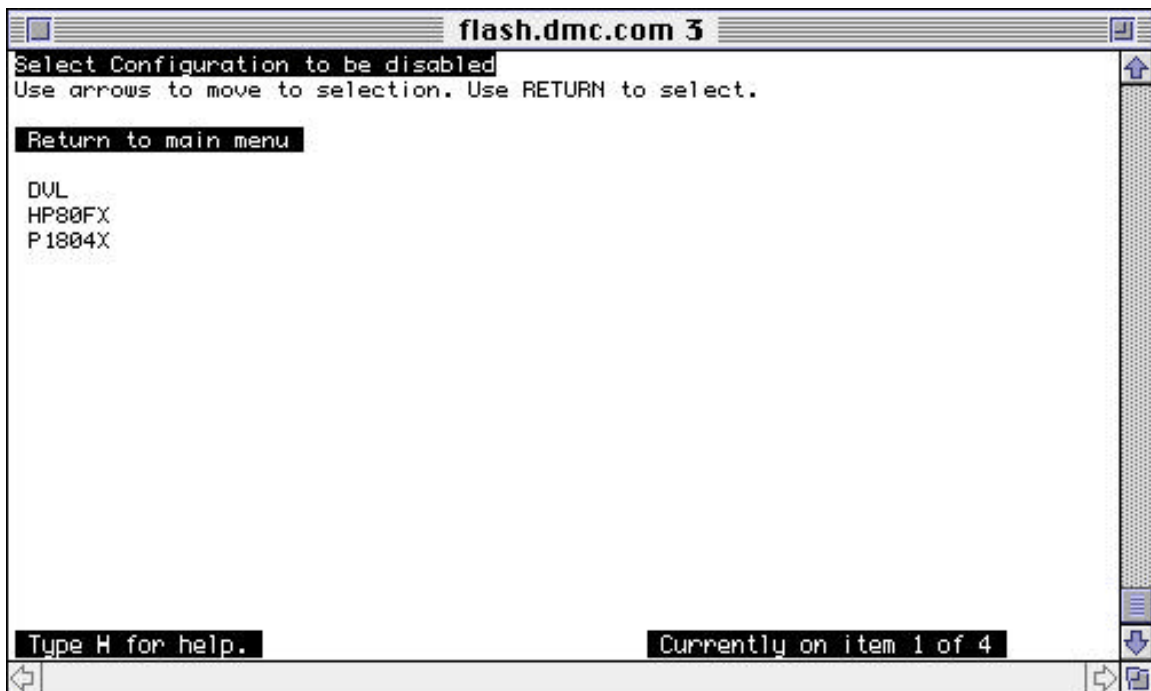 flash.dmc.com 3
Select Configuration to be disabled
Use arrows to move to selection. Use RETURN to select.
Return to main menu
DVL
HP80FX
P1804X
Type H for help.
Currently on item 1 of 4